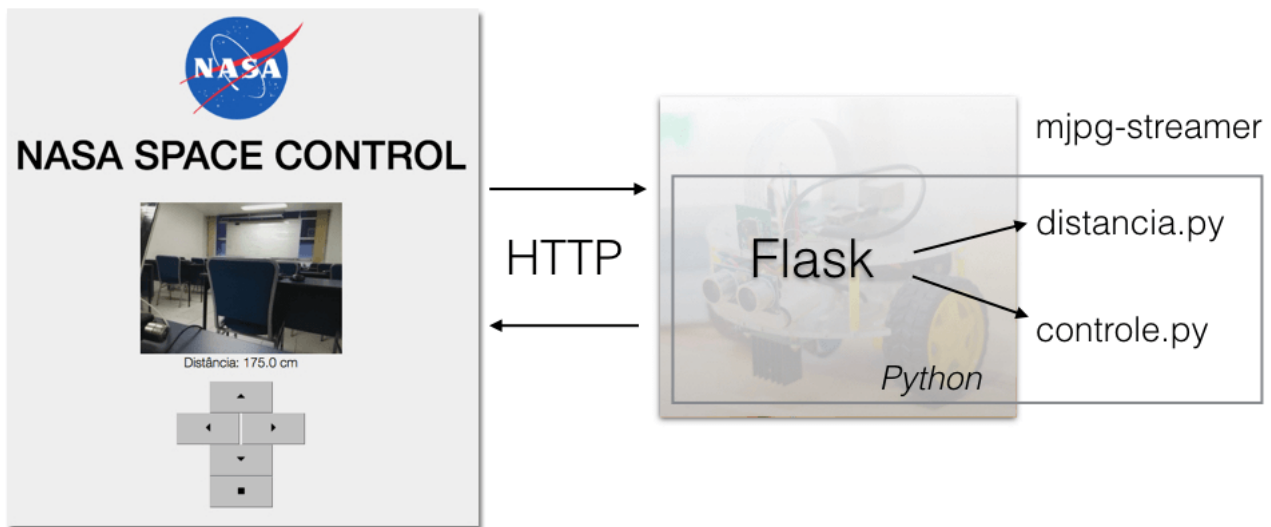 NASA
NASA SPACE CONTROL
Distância: 175.0 cm
HTTP
mjpg-streamer
Flask
distancia.py
controle.py
Python